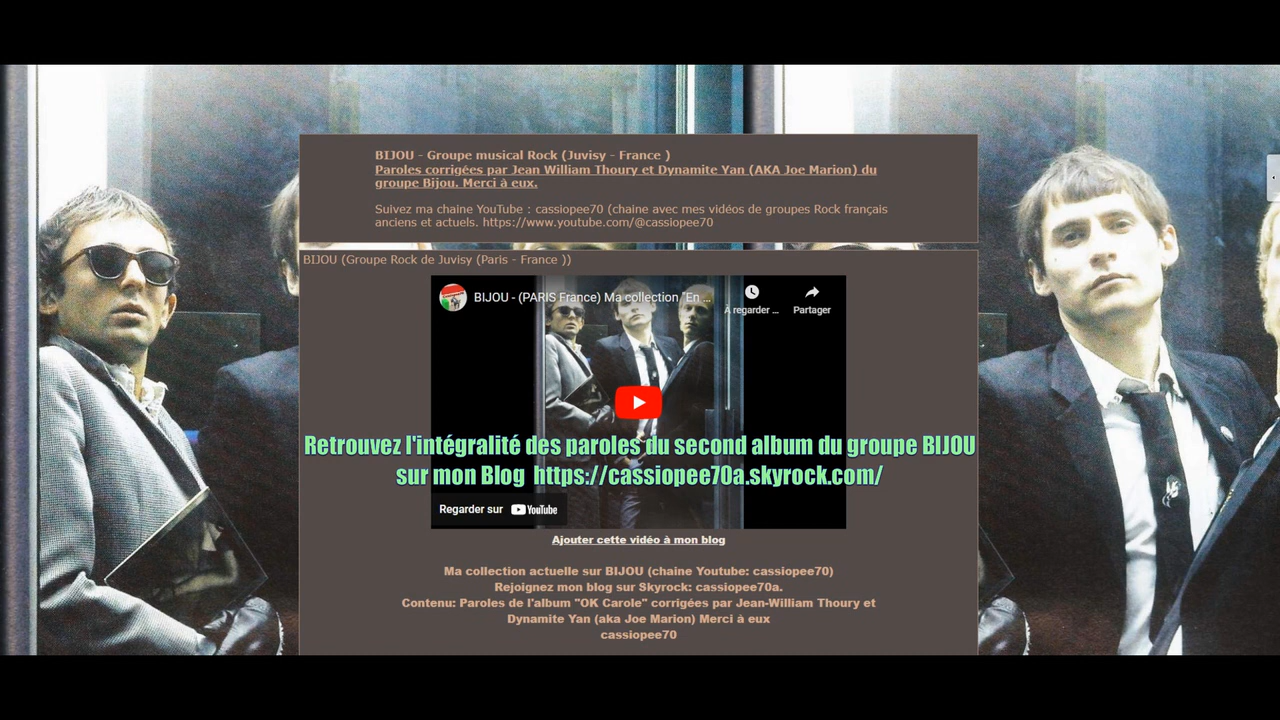 BIJOU - Groupe musical Rock (Juvisy - France )
Paroles corrigées par Jean William Thoury et Dynamite Yan (AKA Joe Marion) du
groupe Bijou. Merci à eux.
Suivez ma chaine YouTube : cassiopee70 (chaine avec mes vidéos de groupes Rock français
anciens et actuels. https://www.youtube.com/@cassiopee70
BIJOU (Groupe Rock de Juvisy (Paris - France ))
BIJOU - (PARIS France) Ma collection "En ...
À regarder ...
Partager
Retrouvez l'intégralité des paroles du second album du groupe BIJOU
sur mon Blog https://cassiopee70a.skyrock.com/
Regarder sur YouTube
Ajouter cette vidéo à mon blog
Ma collection actuelle sur BIJOU (chaine Youtube: cassiopee70)
Rejoignez mon blog sur Skyrock: cassiopee70a.
Contenu: Paroles de l'album "OK Carole" corrigées par Jean-William Thoury et
Dynamite Yan (aka Joe Marion) Merci à eux
cassiopee70